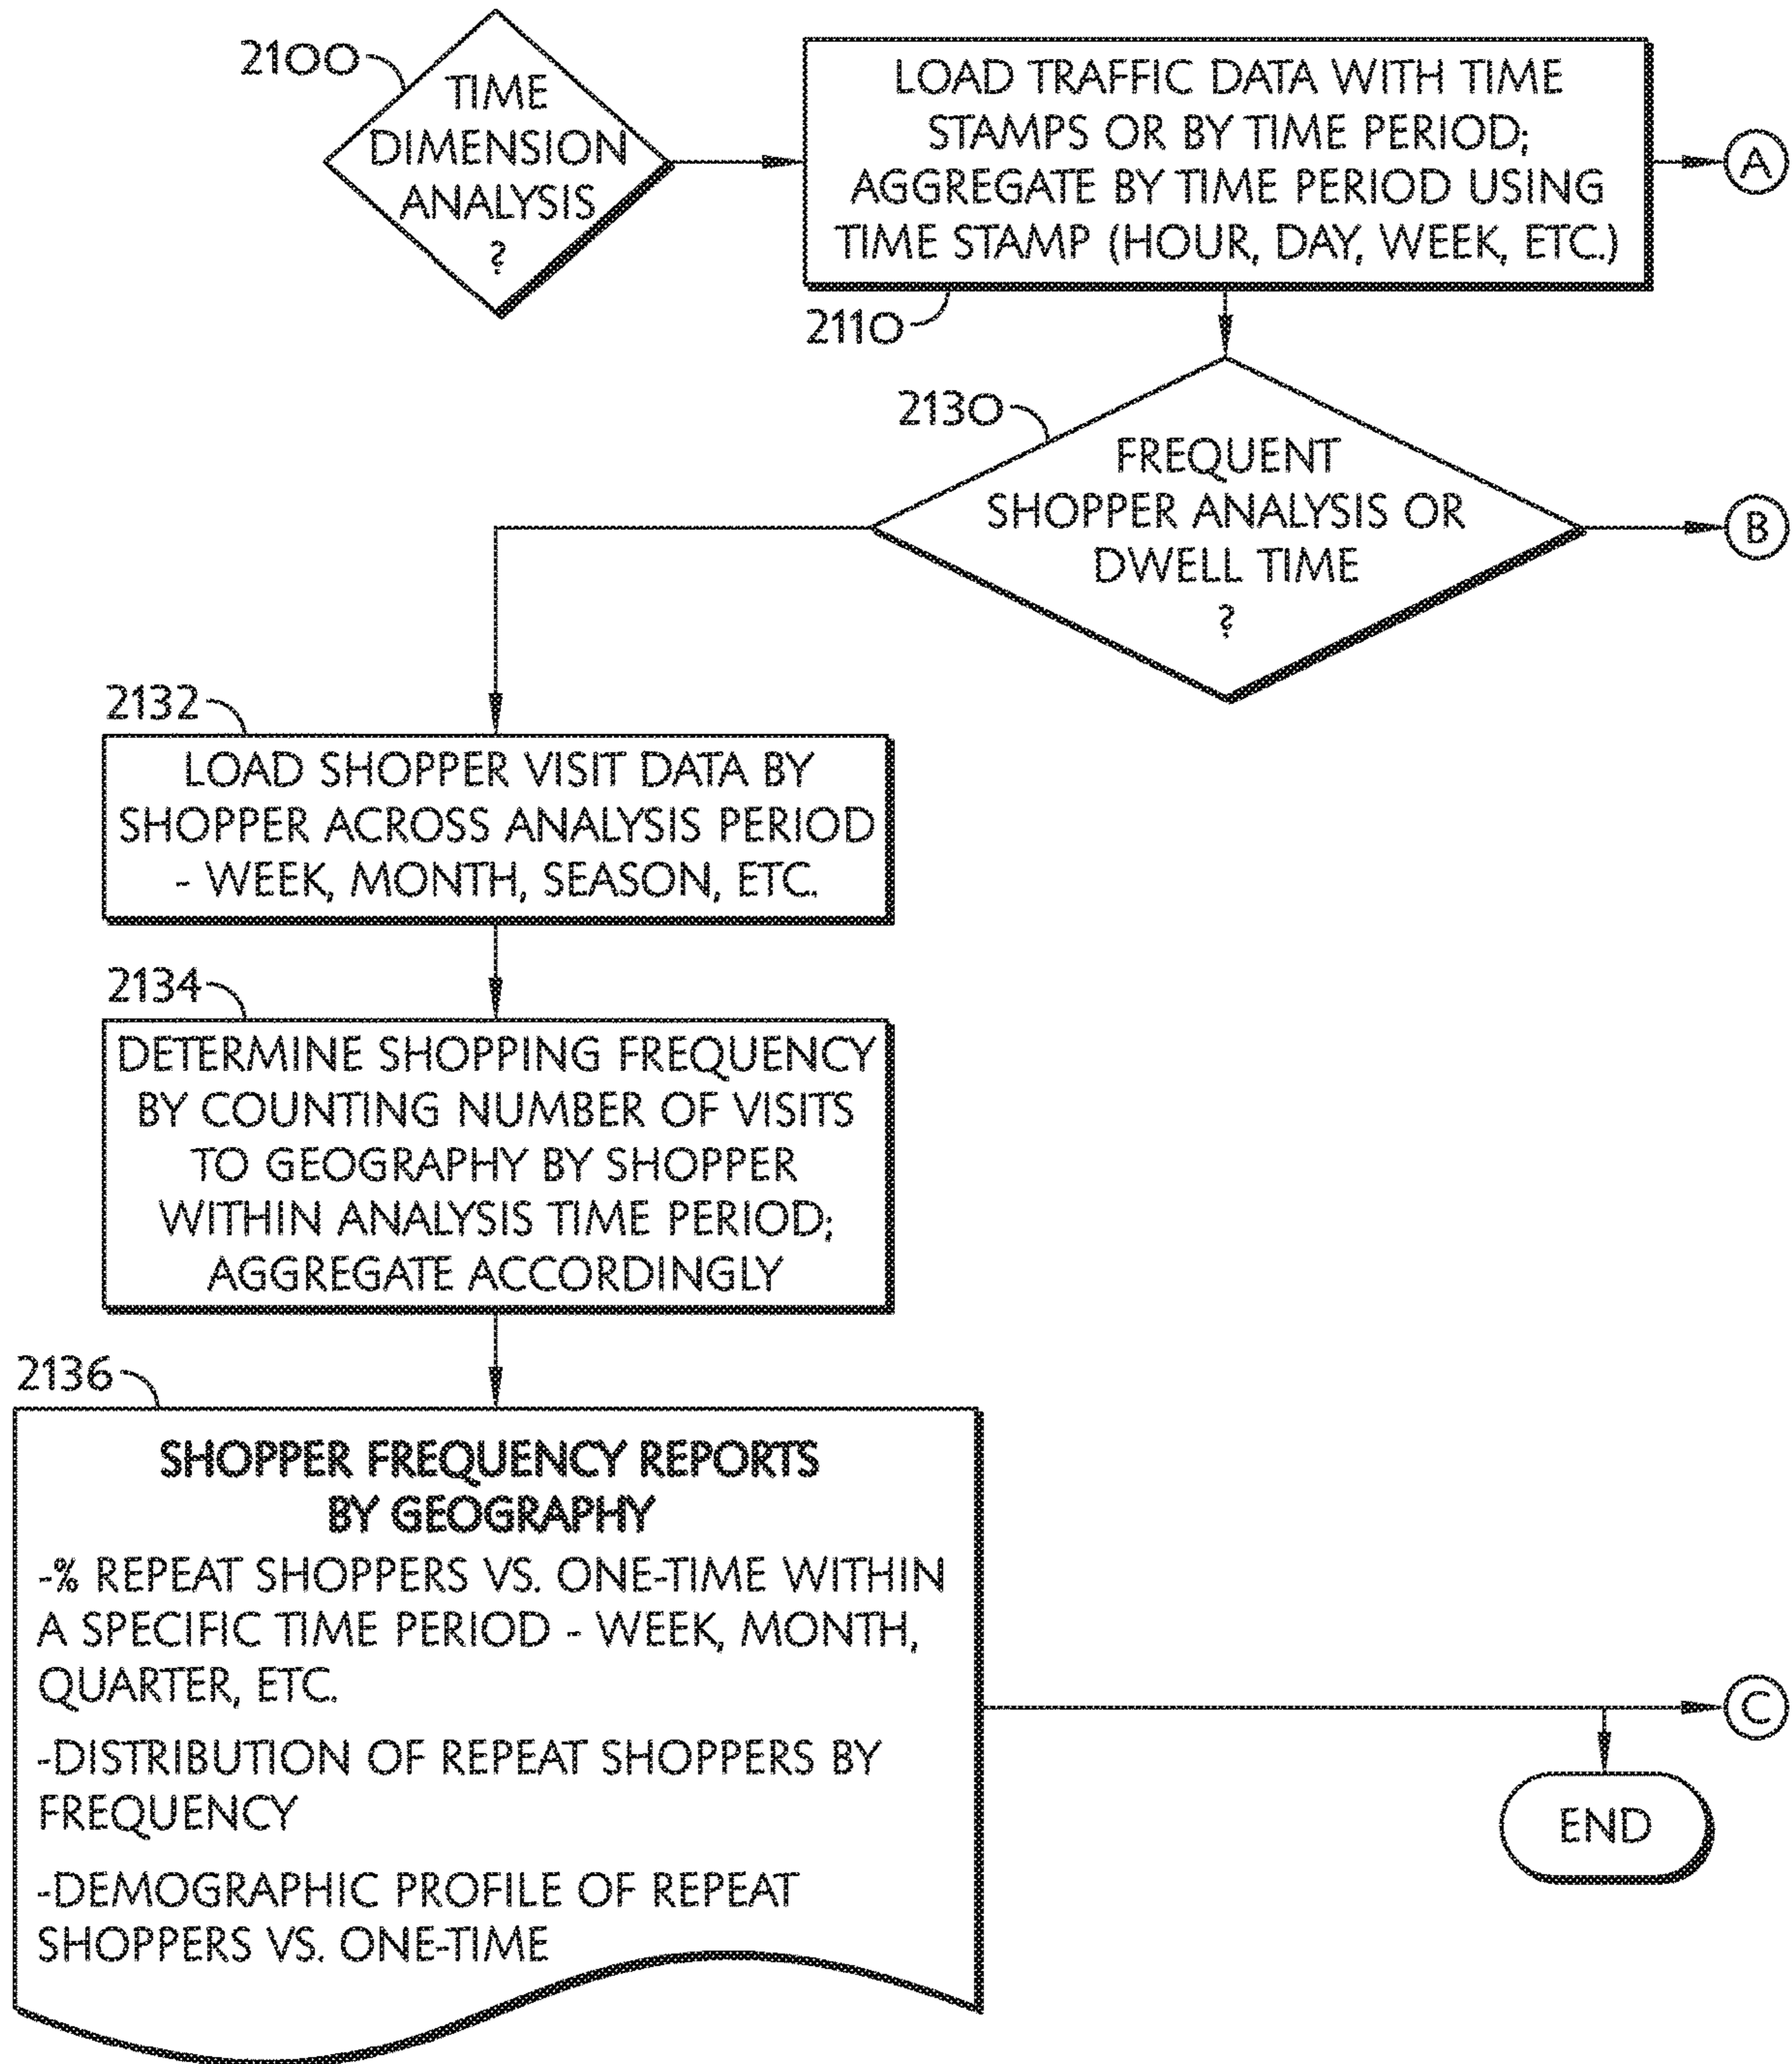 2100
TIME
DIMENSION
ANALYSIS
?
LOAD TRAFFIC DATA WITH TIME
STAMPS OR BY TIME PERIOD;
AGGREGATE BY TIME PERIOD USING
TIME STAMP (HOUR, DAY, WEEK, ETC.)
A
2110
2130
FREQUENT
SHOPPER ANALYSIS OR
DWELL TIME
?
B
2132
LOAD SHOPPER VISIT DATA BY
SHOPPER ACROSS ANALYSIS PERIOD
- WEEK, MONTH, SEASON, ETC.
2134
DETERMINE SHOPPING FREQUENCY
BY COUNTING NUMBER OF VISITS
TO GEOGRAPHY BY SHOPPER
WITHIN ANALYSIS TIME PERIOD;
AGGREGATE ACCORDINGLY
2136
SHOPPER FREQUENCY REPORTS
BY GEOGRAPHY
-% REPEAT SHOPPERS VS. ONE-TIME WITHIN
A SPECIFIC TIME PERIOD - WEEK, MONTH,
QUARTER, ETC.
-DISTRIBUTION OF REPEAT SHOPPERS BY
FREQUENCY
-DEMOGRAPHIC PROFILE OF REPEAT
SHOPPERS VS. ONE-TIME
C
END